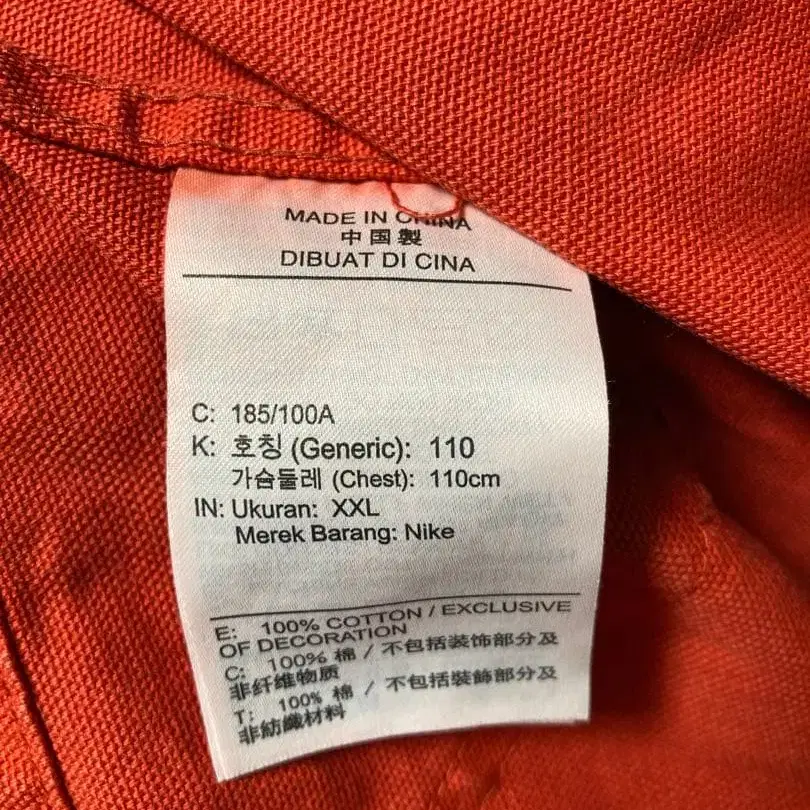 MADE IN CHINA
中国製
DIBUAT DI CINA
C: 185/100A
K: 호칭 (Generic): 110
가슴둘레 (Chest): 110cm
IN: Ukuran: XXL
Merek Barang: Nike
E: 100% COTTON / EXCLUSIVE
OF DECORATION
C: 100% 棉 / 不包括装饰部分及
非纤维物质
T: 100% 棉 / 不包括裝飾部分及
非紡織材料